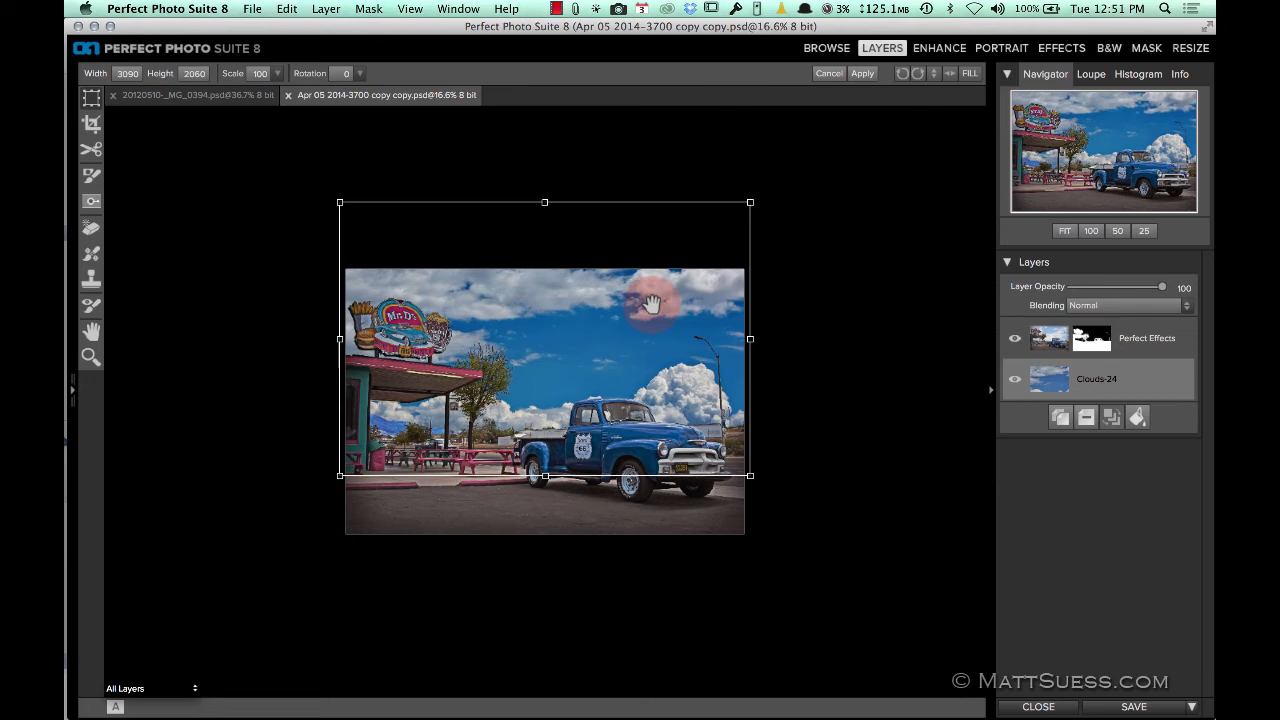 Perfect Photo Suite 8 File Edit Layer Mask View Window Help 3 3% ↕125.1mB 100% Tue 12:51 PM
Perfect Photo Suite 8 (Apr 05 2014-3700 copy copy.psd@16.6% 8 bit)
on PERFECT PHOTO SUITE 8 BROWSE LAYERS ENHANCE PORTRAIT EFFECTS B&W MASK RESIZE
Width 3090 Height 2060 Scale 100 Rotation 0 Cancel Apply FILL
Navigator Loupe Histogram Info
x 20120510-_MG_0394.psd@36.7% 8 bit x Apr 05 2014-3700 copy copy.psd@16.6% 8 bit
FIT 100 50 25
Layers
Layer Opacity 100
Blending Normal
Perfect Effects
Clouds-24
Mr.D's
66
All Layers
A
© MattSuess.com
CLOSE SAVE